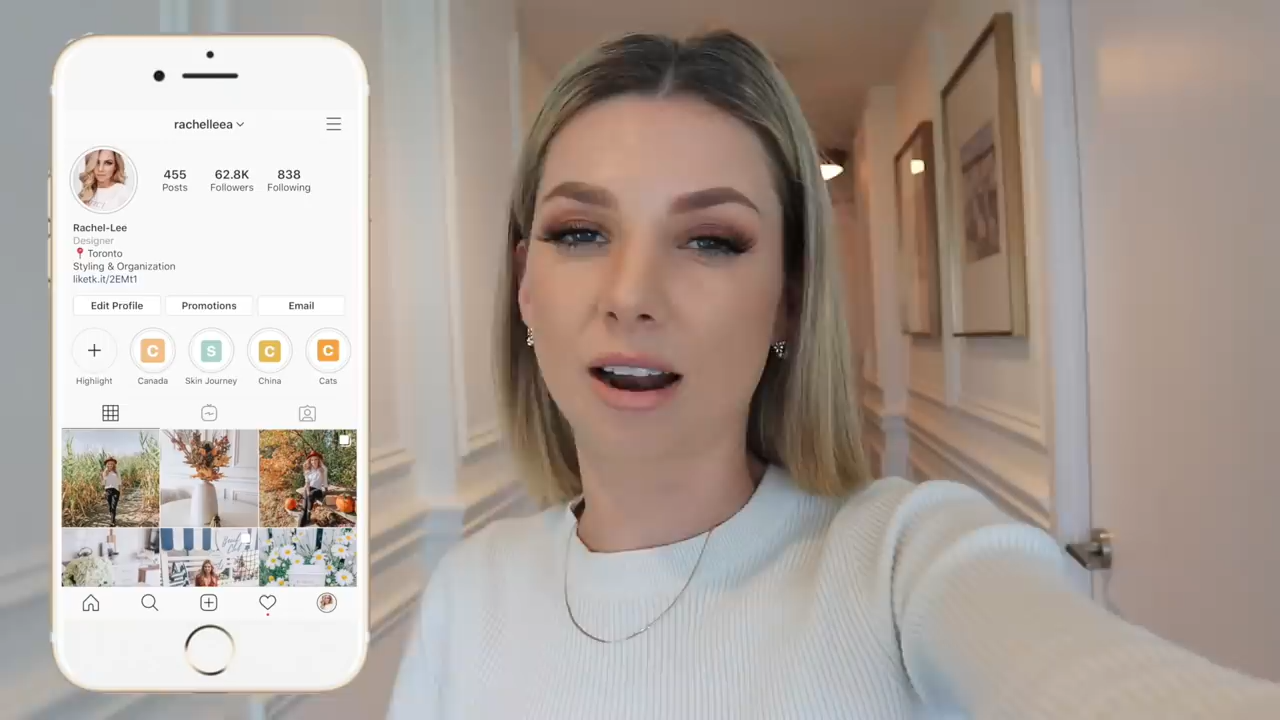 rachelleea
455 62.8K 838
Posts Followers Following
Rachel-Lee
Designer
📍 Toronto
Styling & Organization
liketk.it/2EMt1
Edit Profile Promotions Email
C S C C
Highlight Canada Skin Journey China Cats